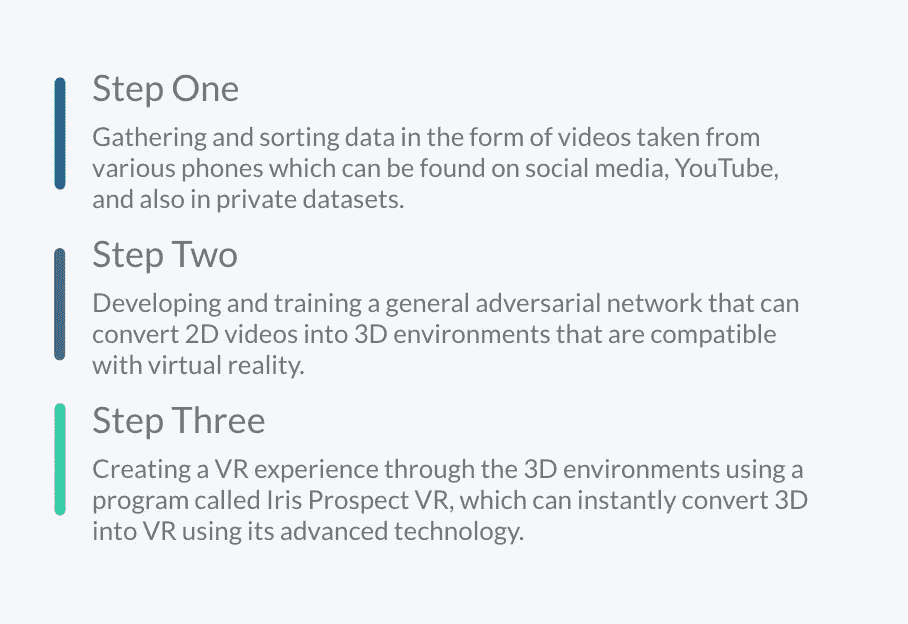 Step One
Gathering and sorting data in the form of videos taken from
various phones which can be found on social media, YouTube,
and also in private datasets.
Step Two
Developing and training a general adversarial network that can
convert 2D videos into 3D environments that are compatible
with virtual reality.
Step Three
Creating a VR experience through the 3D environments using a
program called Iris Prospect VR, which can instantly convert 3D
into VR using its advanced technology.